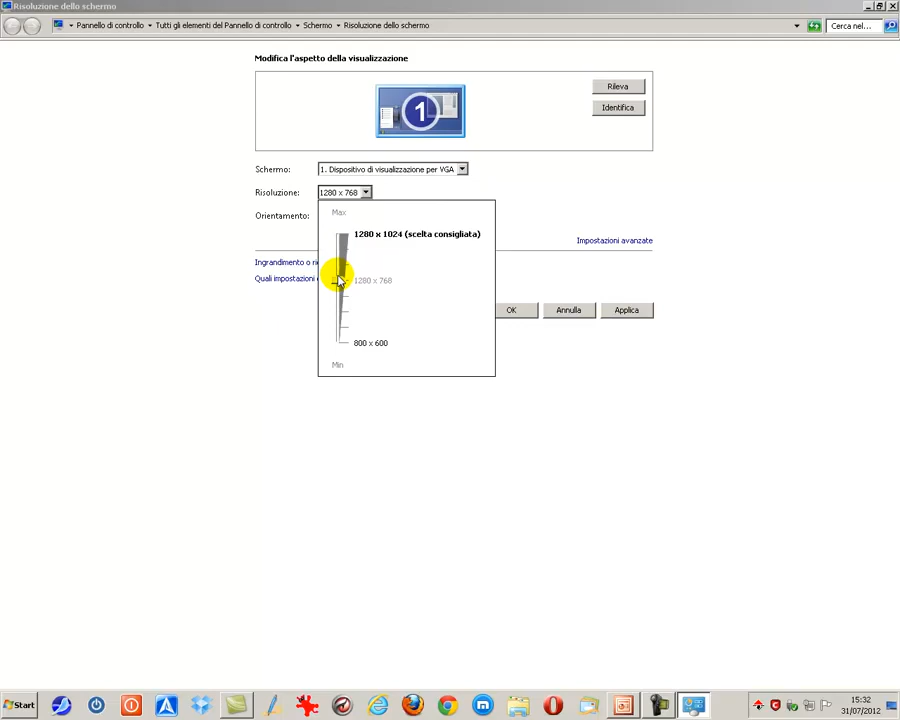 Risoluzione dello schermo
Pannello di controllo Tutti gli elementi del Pannello di controllo Schermo Risoluzione dello schermo Cerca nel...
Modifica l'aspetto della visualizzazione
1
Rileva
Identifica
Schermo: 1. Dispositivo di visualizzazione per VGA
Risoluzione: 1280 x 768
Orientamento:
Max
1280 x 1024 (scelta consigliata)
Impostazioni avanzate
Ingrandimento o
Quali impostazioni
1280 x 768
OK Annulla Applica
800 x 600
Min
Start
15:32
31/07/2012